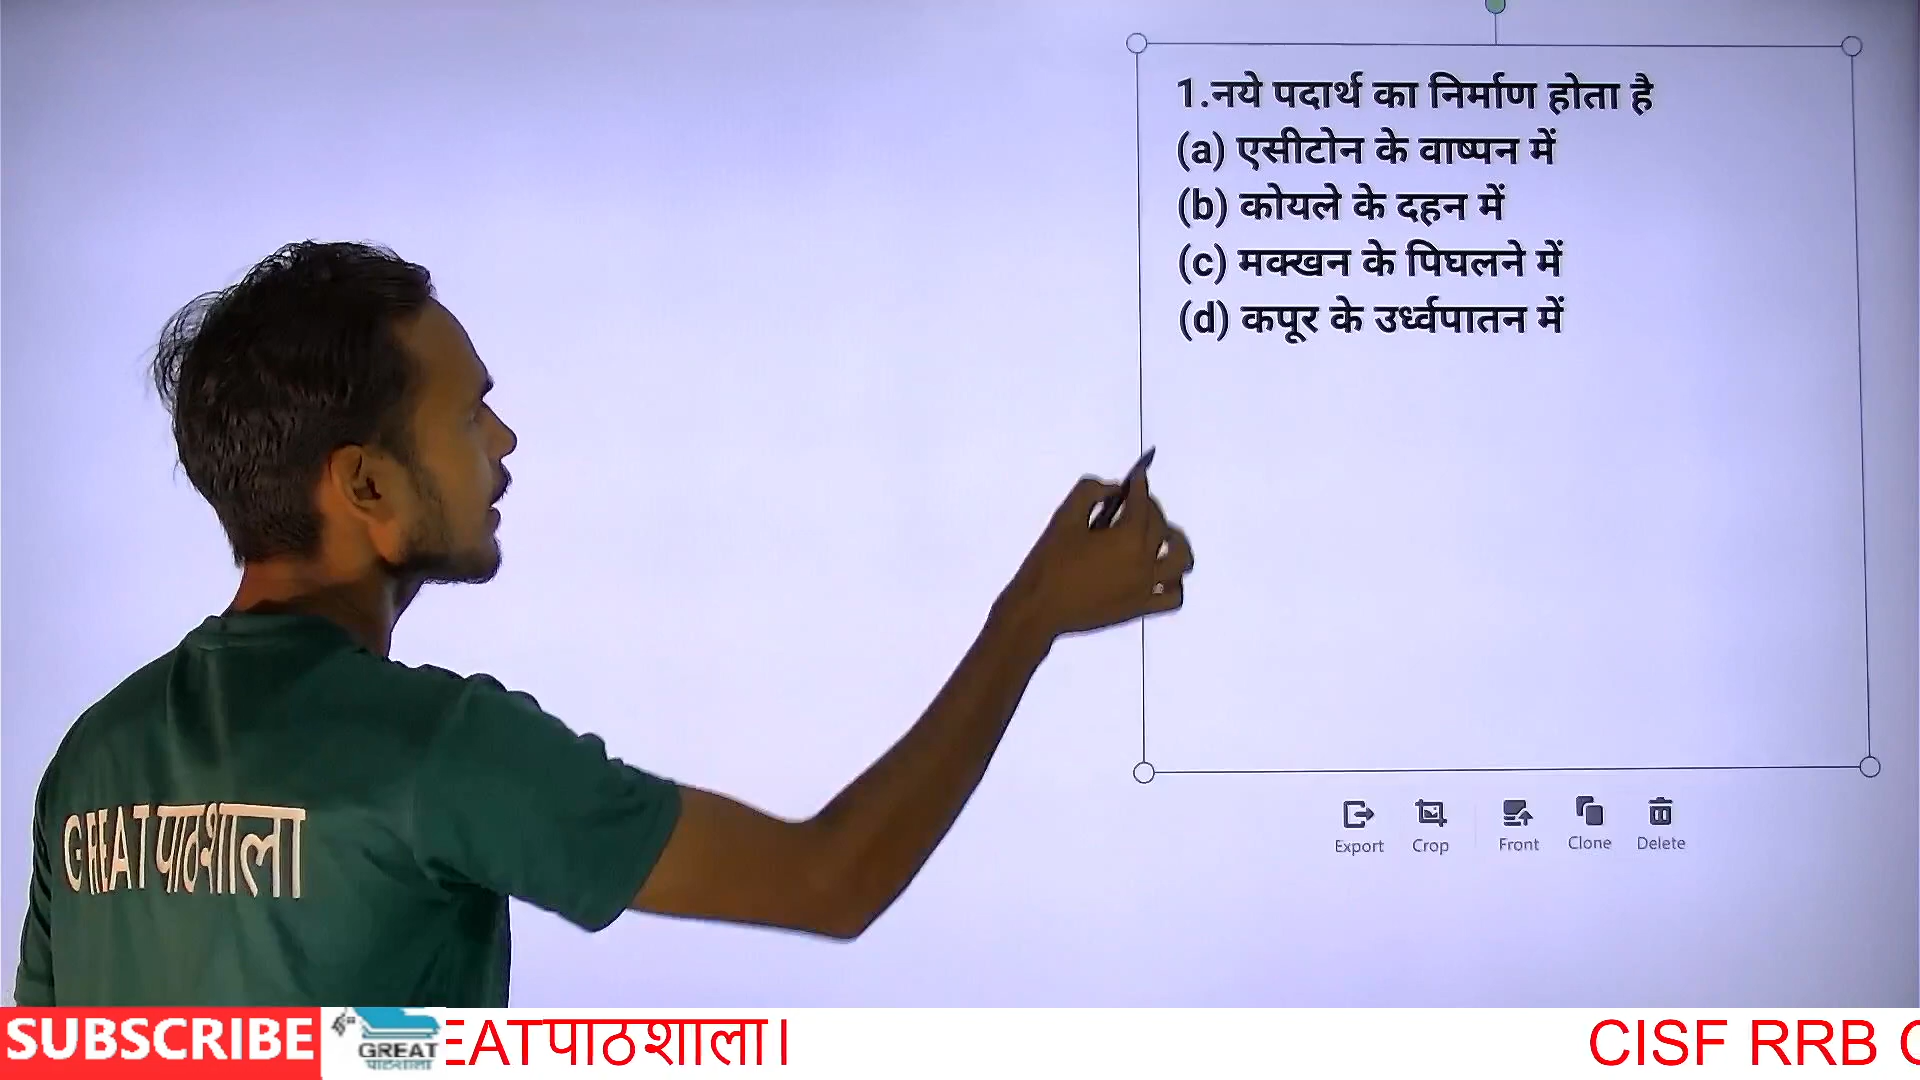 1.नये पदार्थ का निर्माण होता है
(a) एसीटोन के वाष्पन में
(b) कोयले के दहन में
(c) मक्खन के पिघलने में
(d) कपूर के उर्ध्वपातन में
Export Crop Front Clone Delete
GREAT पाठशाला
SUBSCRIBE GREAT पाठशाला EATपाठशाला। CISF RRB